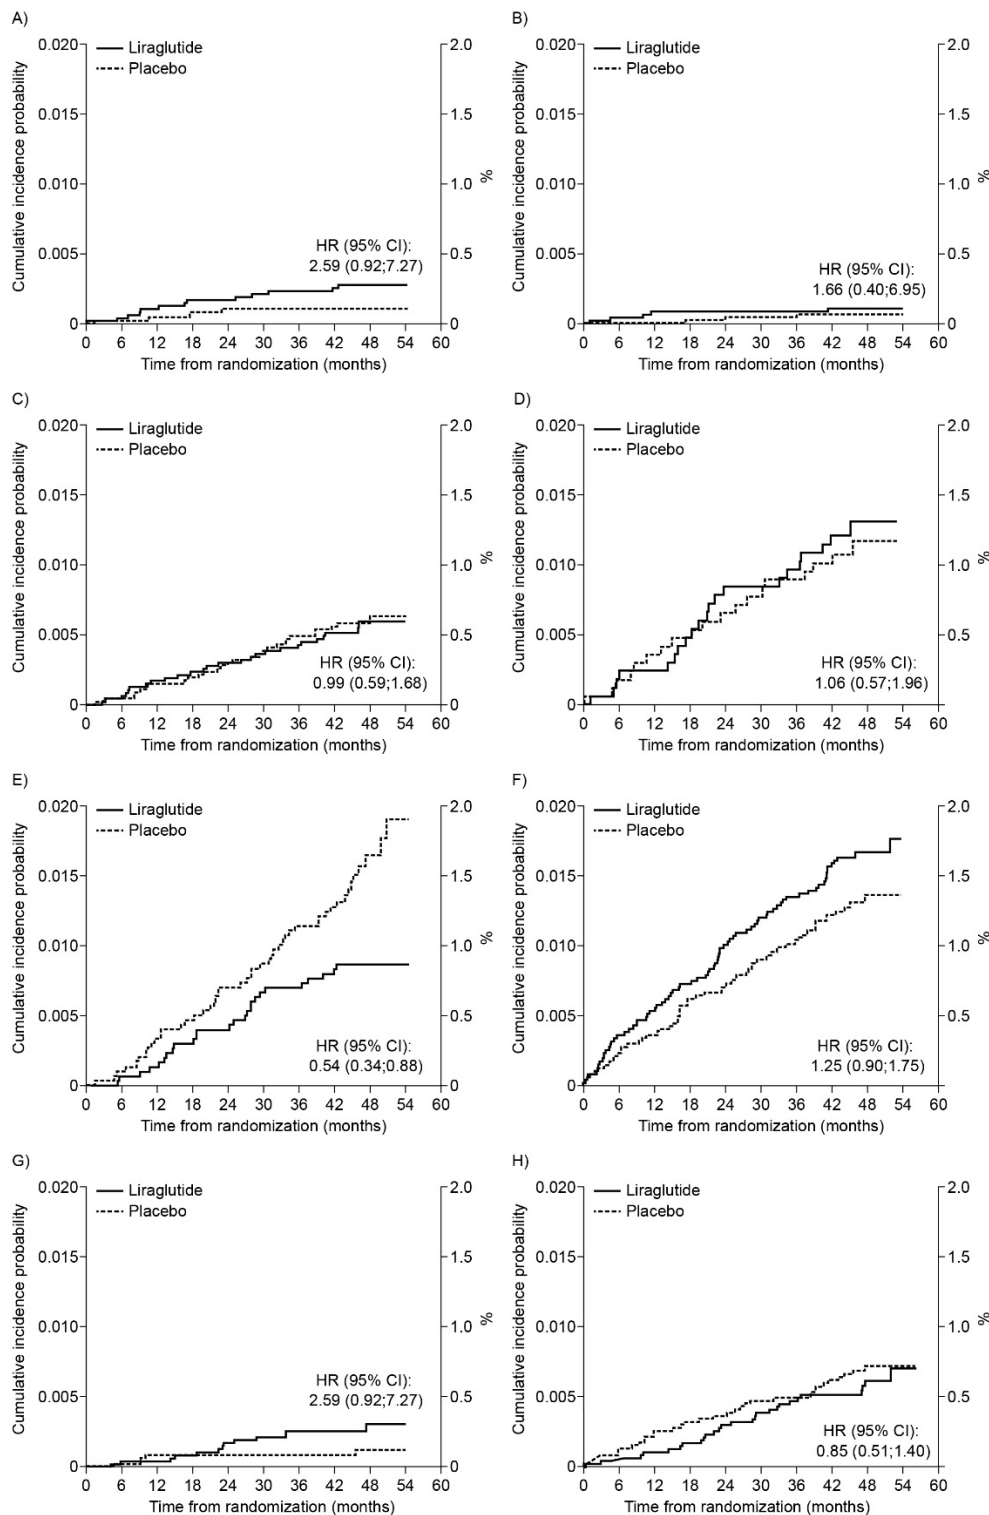 A)
Liraglutide
Placebo
Cumulative incidence probability
0.020
0.015
0.010
0.005
0
2.0
1.5
1.0
0.5
0
%
HR (95% CI):
2.59 (0.92;7.27)
0 6 12 18 24 30 36 42 48 54 60
Time from randomization (months)
B)
Liraglutide
Placebo
Cumulative incidence probability
0.020
0.015
0.010
0.005
0
2.0
1.5
1.0
0.5
0
%
HR (95% CI):
1.66 (0.40;6.95)
0 6 12 18 24 30 36 42 48 54 60
Time from randomization (months)
C)
Liraglutide
Placebo
Cumulative incidence probability
0.020
0.015
0.010
0.005
0
2.0
1.5
1.0
0.5
0
%
HR (95% CI):
0.99 (0.59;1.68)
0 6 12 18 24 30 36 42 48 54 60
Time from randomization (months)
D)
Liraglutide
Placebo
Cumulative incidence probability
0.020
0.015
0.010
0.005
0
2.0
1.5
1.0
0.5
0
%
HR (95% CI):
1.06 (0.57;1.96)
0 6 12 18 24 30 36 42 48 54 60
Time from randomization (months)
E)
Liraglutide
Placebo
Cumulative incidence probability
0.020
0.015
0.010
0.005
0
2.0
1.5
1.0
0.5
0
%
HR (95% CI):
0.54 (0.34;0.88)
0 6 12 18 24 30 36 42 48 54 60
Time from randomization (months)
F)
Liraglutide
Placebo
Cumulative incidence probability
0.020
0.015
0.010
0.005
0
2.0
1.5
1.0
0.5
0
%
HR (95% CI):
1.25 (0.90;1.75)
0 6 12 18 24 30 36 42 48 54 60
Time from randomization (months)
G)
Liraglutide
Placebo
Cumulative incidence probability
0.020
0.015
0.010
0.005
0
2.0
1.5
1.0
0.5
0
%
HR (95% CI):
2.59 (0.92;7.27)
0 6 12 18 24 30 36 42 48 54 60
Time from randomization (months)
H)
Liraglutide
Placebo
Cumulative incidence probability
0.020
0.015
0.010
0.005
0
2.0
1.5
1.0
0.5
0
%
HR (95% CI):
0.85 (0.51;1.40)
0 6 12 18 24 30 36 42 48 54 60
Time from randomization (months)